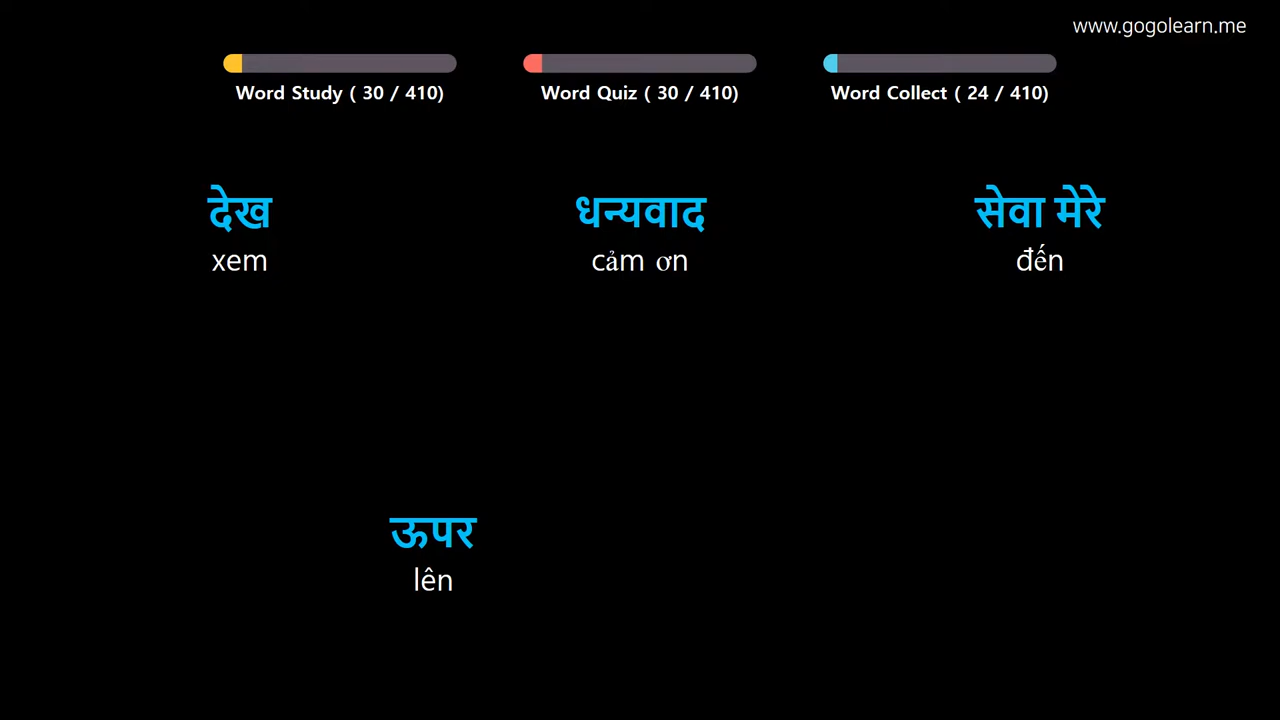 www.gogolearn.me
Word Study ( 30 / 410)
Word Quiz ( 30 / 410)
Word Collect ( 24 / 410)
देख
xem
धन्यवाद
cảm ơn
सेवा मेरे
đến
ऊपर
lên